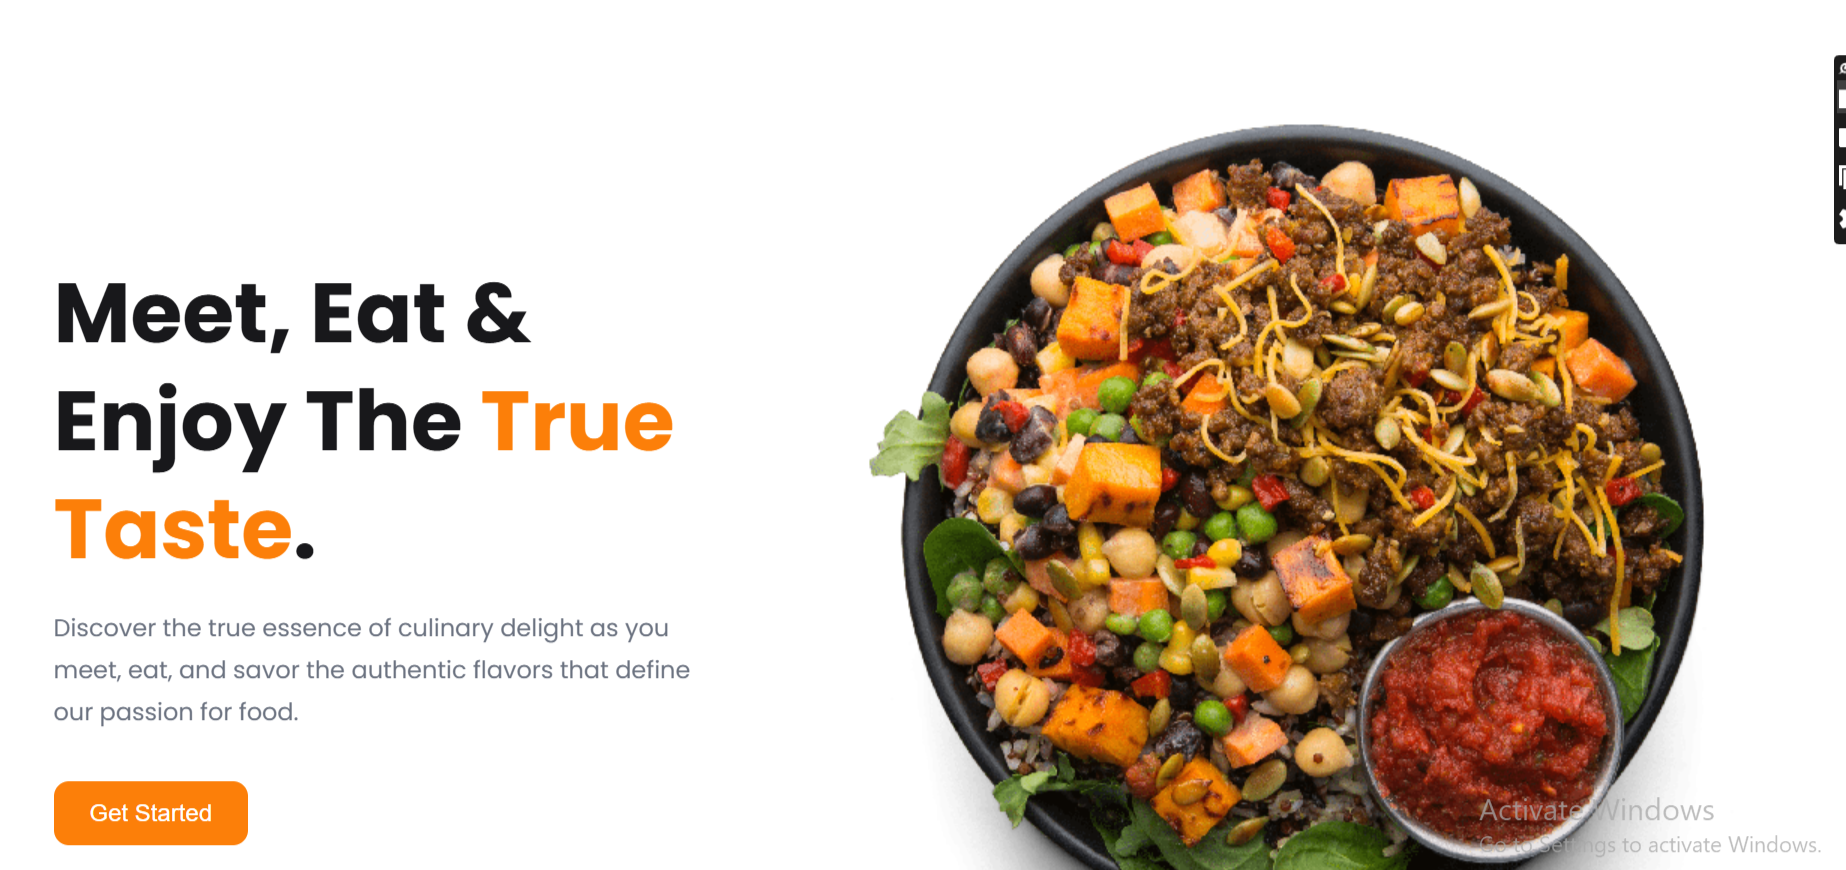 Meet, Eat &
Enjoy The True
Taste.
Discover the true essence of culinary delight as you
meet, eat, and savor the authentic flavors that define
our passion for food.
Get Started
Activate Windows
Go to Settings to activate Windows.